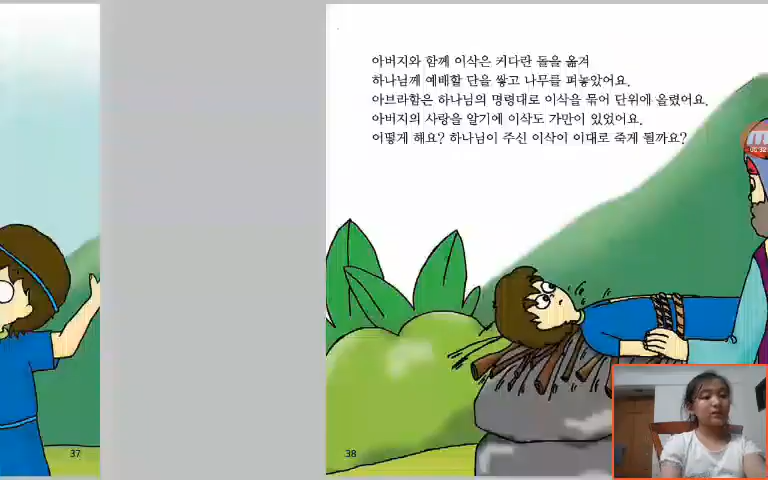 아버지와 함께 이삭은 커다란 돌을 옮겨
하나님께 예배할 단을 쌓고 나무를 펴놓았어요.
아브라함은 하나님의 명령대로 이삭을 묶어 단위에 올렸어요.
아버지의 사랑을 알기에 이삭도 가만이 있었어요.
어떻게 해요? 하나님이 주신 이삭이 이대로 죽게 될까요?
37
38